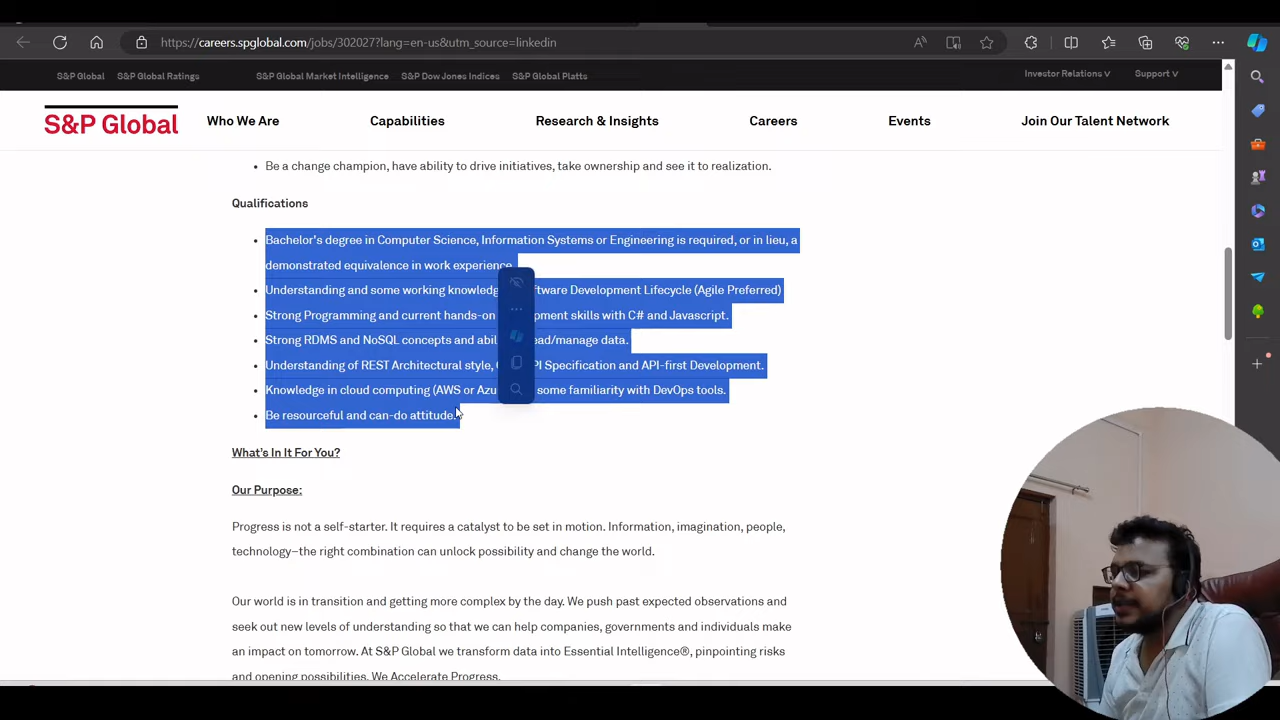 https://careers.spglobal.com/jobs/302027?lang=en-us&utm_source=linkedin
S&P Global S&P Global Ratings S&P Global Market Intelligence S&P Dow Jones Indices S&P Global Platts Investor Relations Support
S&P Global Who We Are Capabilities Research & Insights Careers Events Join Our Talent Network
• Be a change champion, have ability to drive initiatives, take ownership and see it to realization.
Qualifications
• Bachelor's degree in Computer Science, Information Systems or Engineering is required, or in lieu, a
demonstrated equivalence in work experience.
• Understanding and some working Development Lifecycle (Agile Preferred)
• Strong Programming and current hands-on skills with C# and Javascript.
• Strong RDMS and NoSQL concepts and data.
• Understanding of REST Architectural style, Specification and API-first Development.
• Knowledge in cloud computing (AWS or some familiarity with DevOps tools.
• Be resourceful and can-do attitude.
What's In It For You?
Our Purpose:
Progress is not a self-starter. It requires a catalyst to be set in motion. Information, imagination, people,
technology–the right combination can unlock possibility and change the world.
Our world is in transition and getting more complex by the day. We push past expected observations and
seek out new levels of understanding so that we can help companies, governments and individuals make
an impact on tomorrow. At S&P Global we transform data into Essential Intelligence®, pinpointing risks
and opening possibilities. We Accelerate Progress.